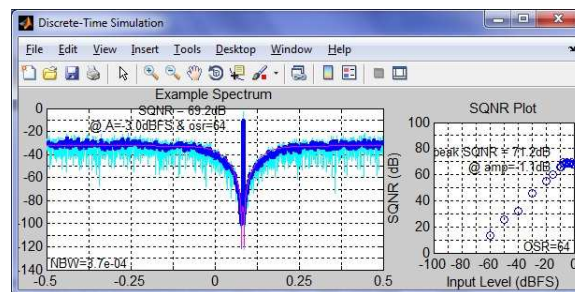 Discrete-Time Simulation
File Edit View Insert Tools Desktop Window Help
Example Spectrum
SQNR = 69.2dB
@ A=-3.0dBFS & osr=64
0
-20
-40
-60
-80
-100
-120
-140
NBW=3.7e-04
-0.5 -0.25 0 0.25 0.5
SQNR Plot
SQNR (dB)
100
80
60
40
20
0
peak SQNR = 71.2dB
@ amp=-1.1dB
OSR=64
-100 -80 -60 -40 -20 0
Input Level (dBFS)